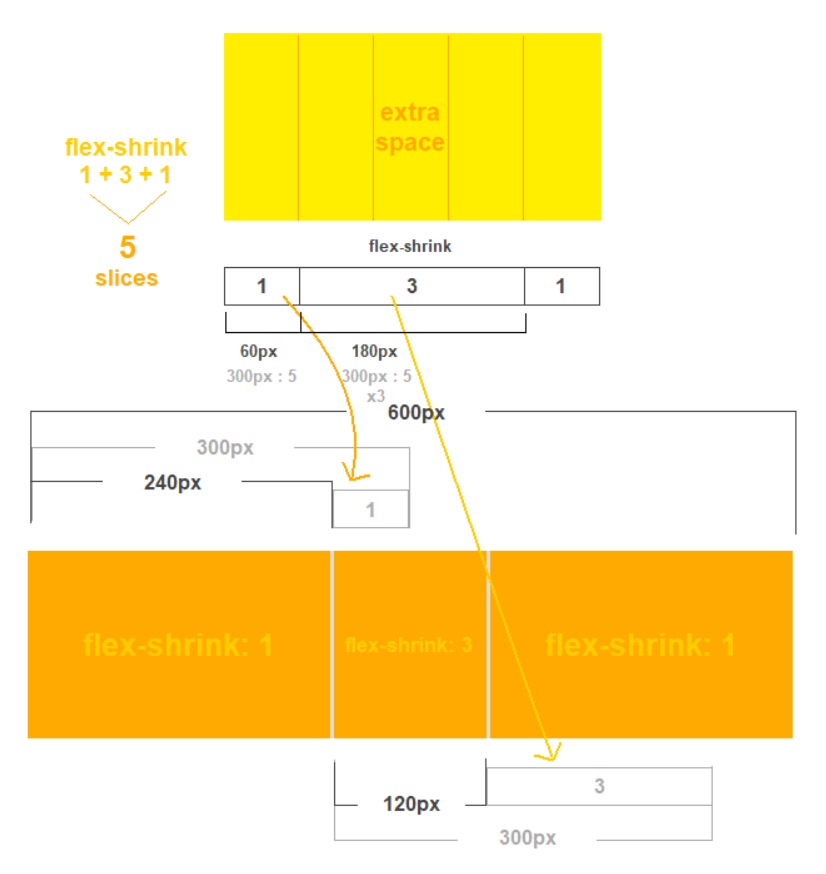 extra
space
flex-shrink
1 + 3 + 1
5
slices
flex-shrink
1
3
1
60px
180px
300px : 5
300px : 5
x3
600px
300px
240px
1
flex-shrink: 1
flex-shrink: 3
flex-shrink: 1
3
120px
300px